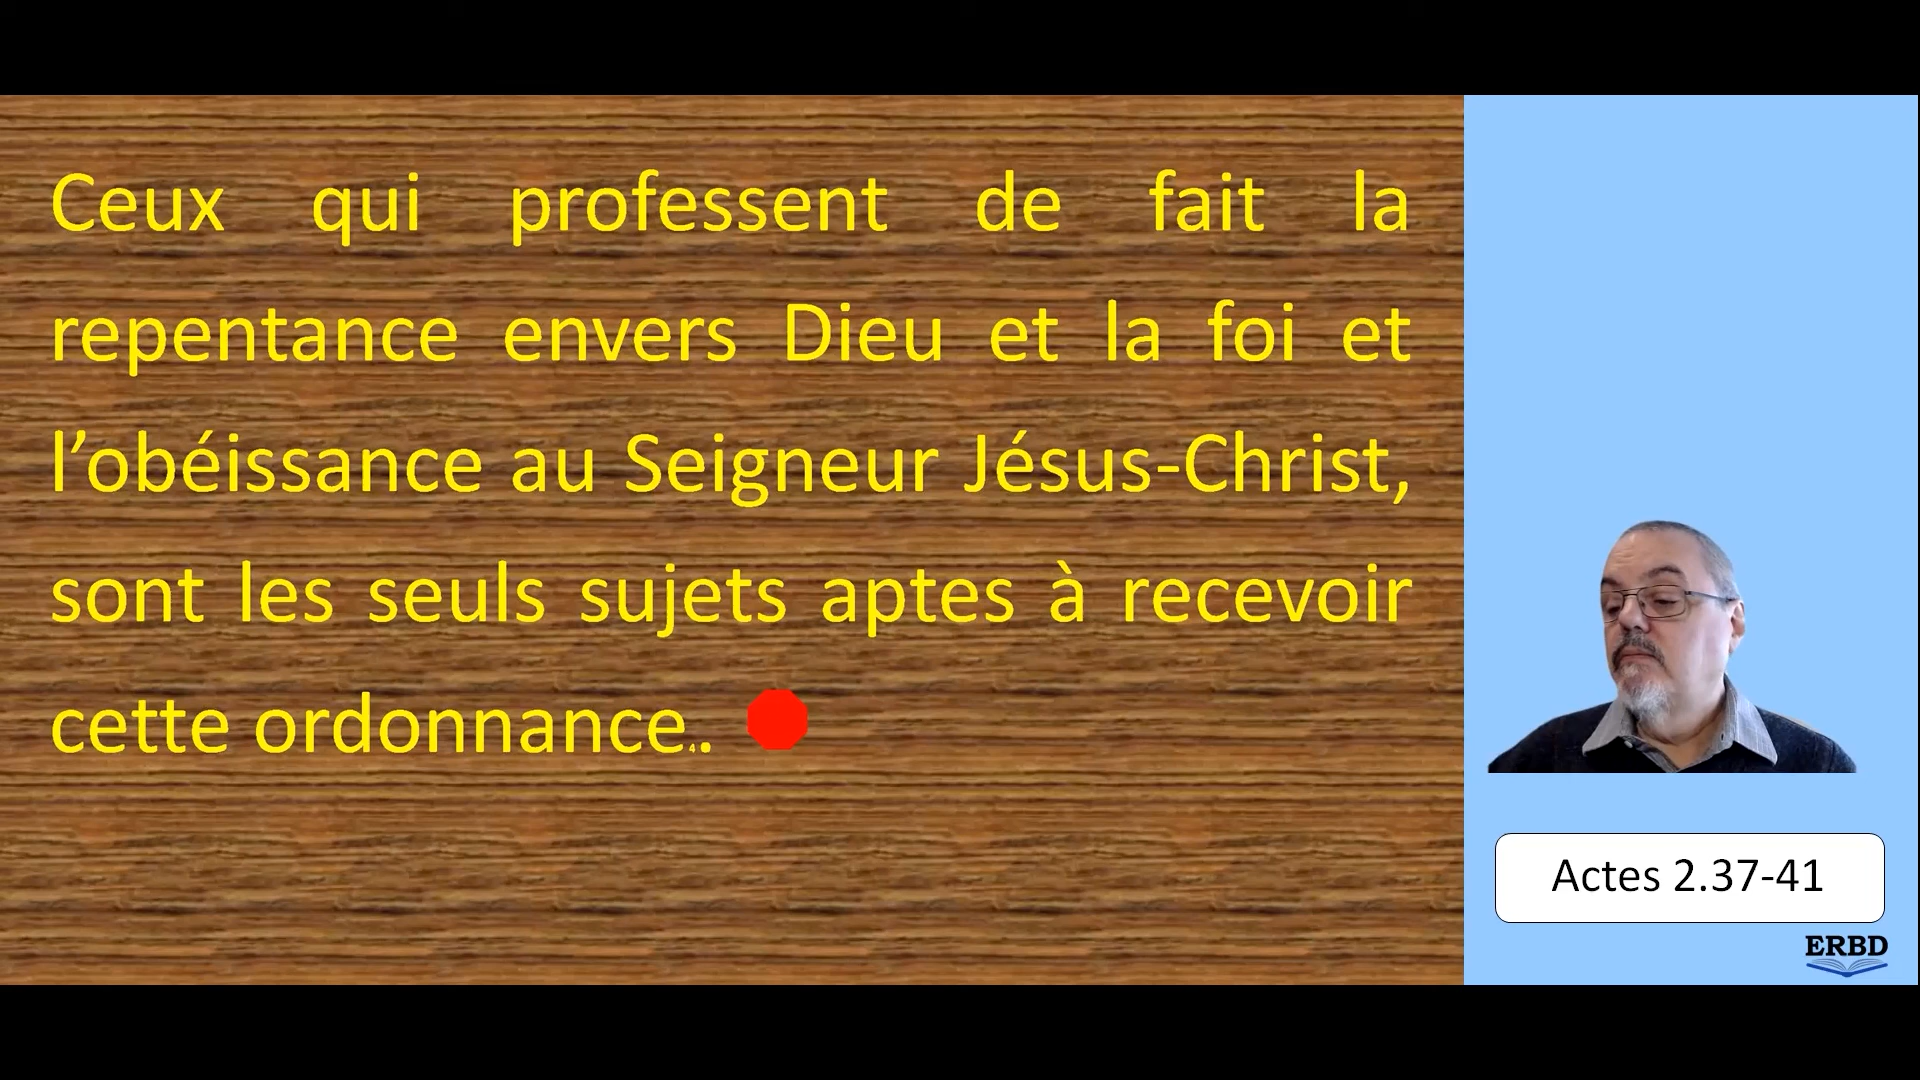 Ceux qui professent de fait la
repentance envers Dieu et la foi et
l’obéissance au Seigneur Jésus-Christ,
sont les seuls sujets aptes à recevoir
cette ordonnance4.
Actes 2.37-41
ERBD